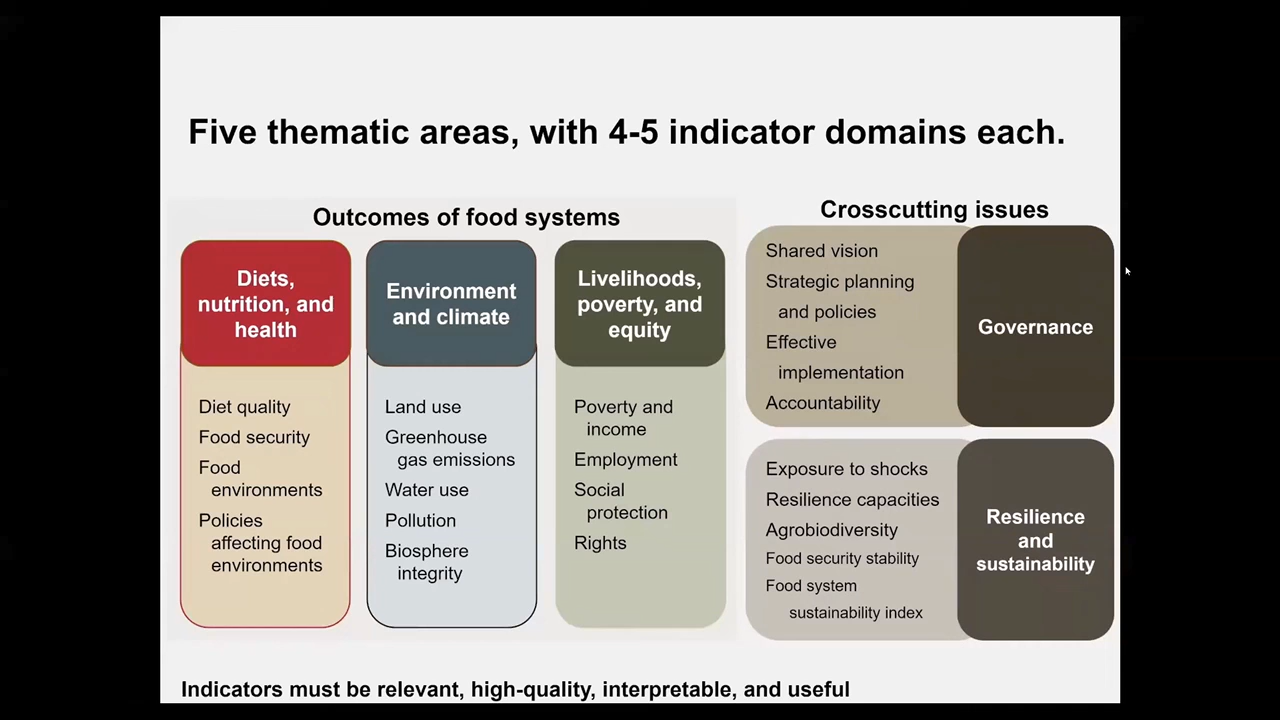 Five thematic areas, with 4-5 indicator domains each.
Outcomes of food systems
Diets,
nutrition, and
health
Diet quality
Food security
Food
environments
Policies
affecting food
environments
Environment
and climate
Land use
Greenhouse
gas emissions
Water use
Pollution
Biosphere
integrity
Livelihoods,
poverty, and
equity
Poverty and
income
Employment
Social
protection
Rights
Crosscutting issues
Shared vision
Strategic planning
and policies
Effective
implementation
Accountability
Governance
Exposure to shocks
Resilience capacities
Agrobiodiversity
Food security stability
Food system
sustainability index
Resilience
and
sustainability
Indicators must be relevant, high-quality, interpretable, and useful